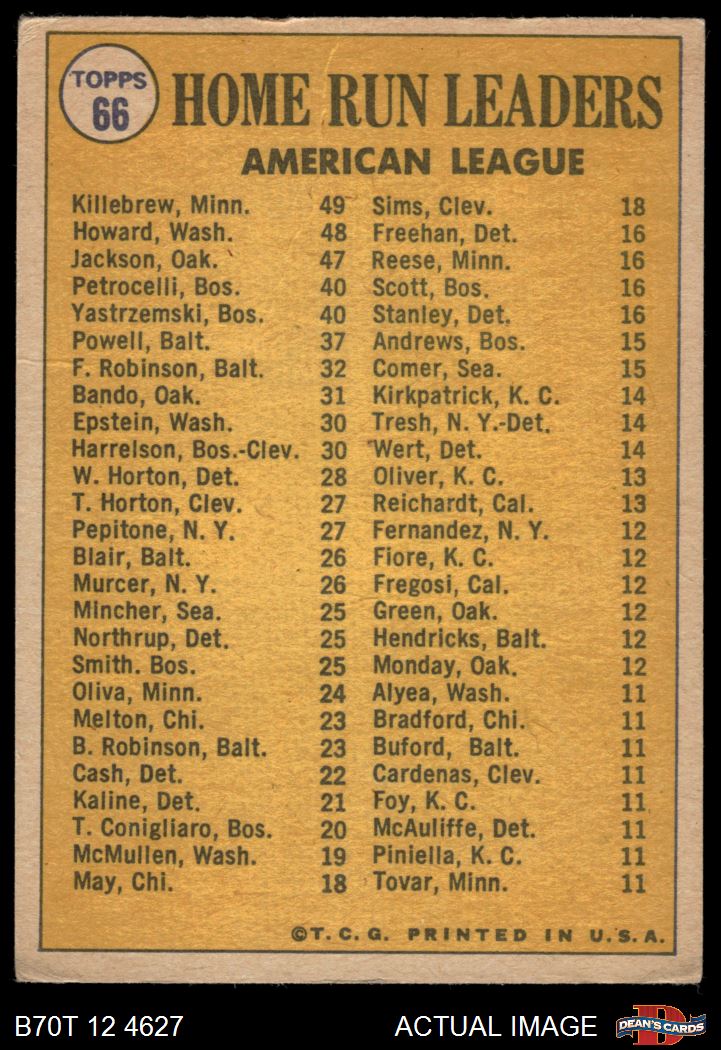 TOPPS
66
HOME RUN LEADERS
AMERICAN LEAGUE
Killebrew, Minn. 49
Howard, Wash. 48
Jackson, Oak. 47
Petrocelli, Bos. 40
Yastrzemski, Bos. 40
Powell, Balt. 37
F. Robinson, Balt. 32
Bando, Oak. 31
Epstein, Wash. 30
Harrelson, Bos.-Clev. 30
W. Horton, Det. 28
T. Horton, Clev. 27
Pepitone, N. Y. 27
Blair, Balt. 26
Murcer, N. Y. 26
Mincher, Sea. 25
Northrup, Det. 25
Smith. Bos. 25
Oliva, Minn. 24
Melton, Chi. 23
B. Robinson, Balt. 23
Cash, Det. 22
Kaline, Det. 21
T. Conigliaro, Bos. 20
McMullen, Wash. 19
May, Chi. 18
Sims, Clev. 18
Freehan, Det. 16
Reese, Minn. 16
Scott, Bos. 16
Stanley, Det. 16
Andrews, Bos. 15
Comer, Sea. 15
Kirkpatrick, K. C. 14
Tresh, N. Y.-Det. 14
Wert, Det. 14
Oliver, K. C. 13
Reichardt, Cal. 13
Fernandez, N. Y. 12
Fiore, K. C. 12
Fregosi, Cal. 12
Green, Oak. 12
Hendricks, Balt. 12
Monday, Oak. 12
Alyea, Wash. 11
Bradford, Chi. 11
Buford, Balt. 11
Cardenas, Clev. 11
Foy, K. C. 11
McAuliffe, Det. 11
Piniella, K. C. 11
Tovar, Minn. 11
©T. C. G. PRINTED IN U. S. A.
B70T 12 4627
ACTUAL IMAGE
D
DEAN'S CARDS